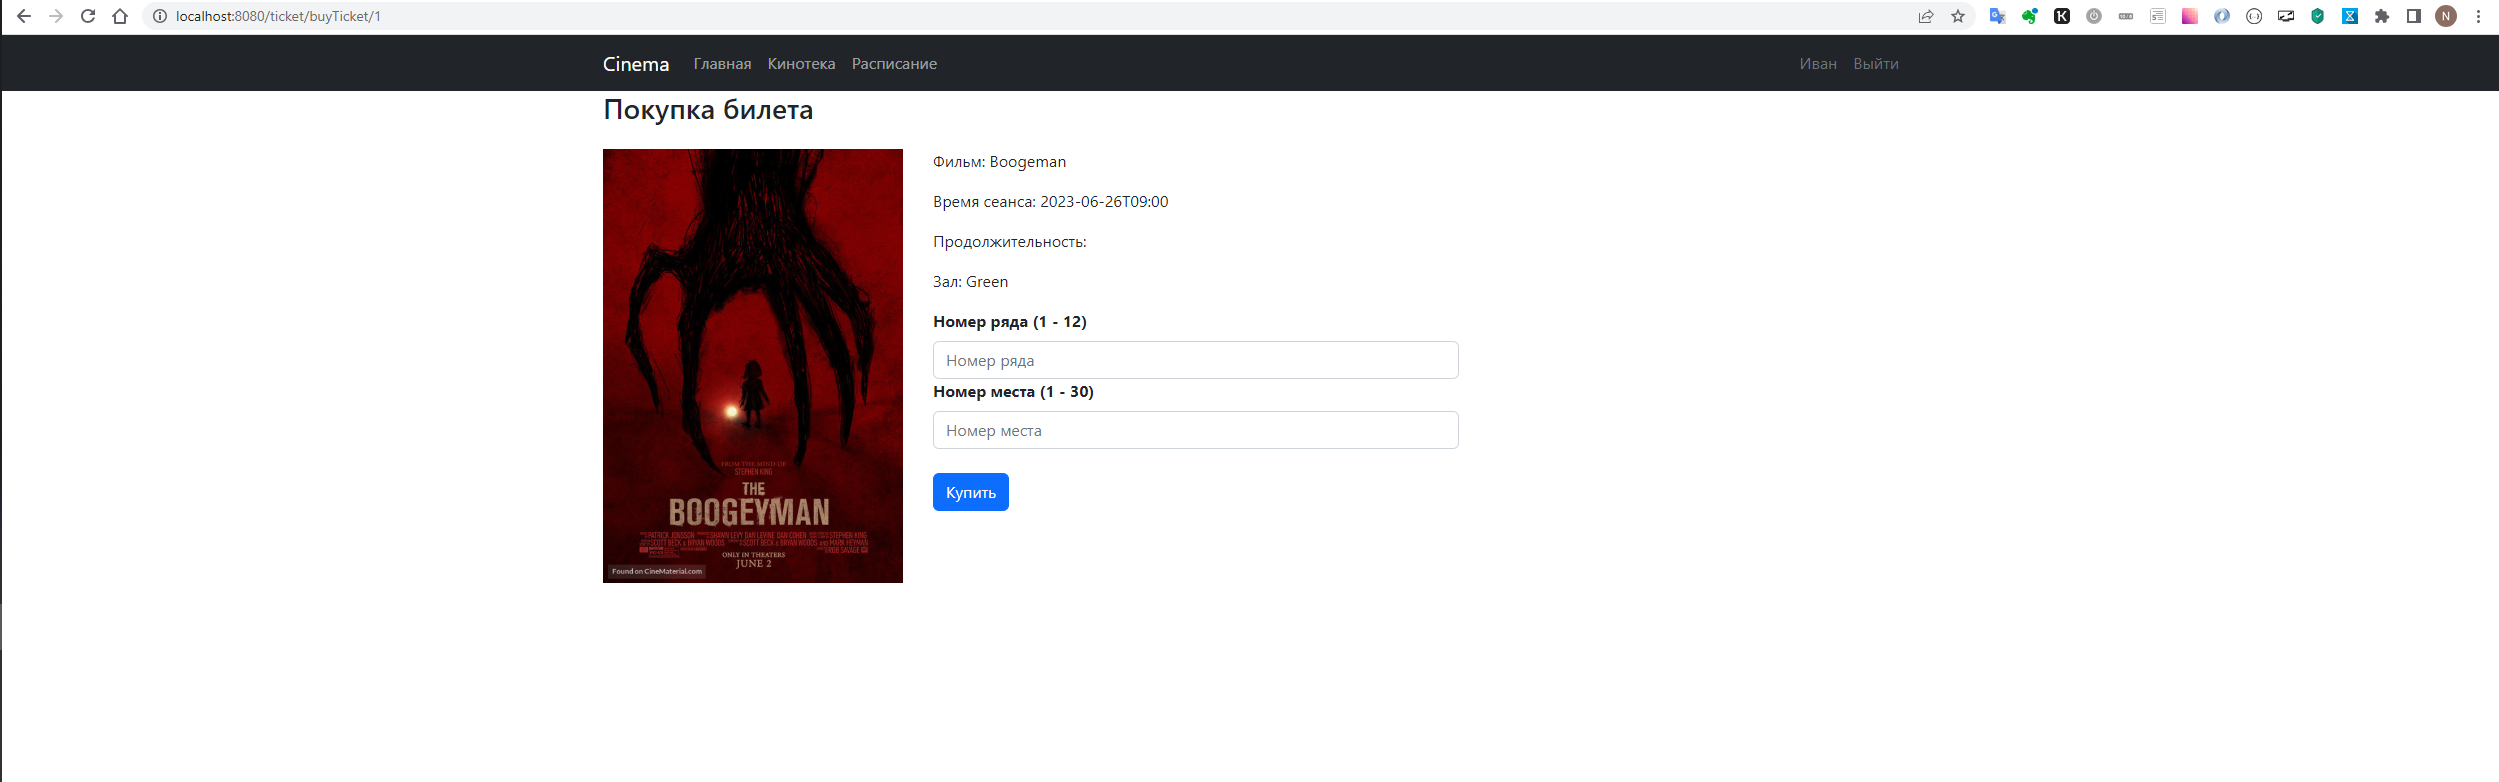 localhost:8080/ticket/buyTicket/1
N
Cinema Главная Кинотека Расписание Иван Выйти
Покупка билета
Фильм: Boogeman
Время сеанса: 2023-06-26T09:00
Продолжительность:
Зал: Green
Номер ряда (1 - 12)
Номер ряда
Номер места (1 - 30)
Номер места
Купить
FROM THE MIND OF
STEPHEN KING
THE
BOOGEYMAN
ONLY IN THEATERS
JUNE 2
Found on CineMaterial.com